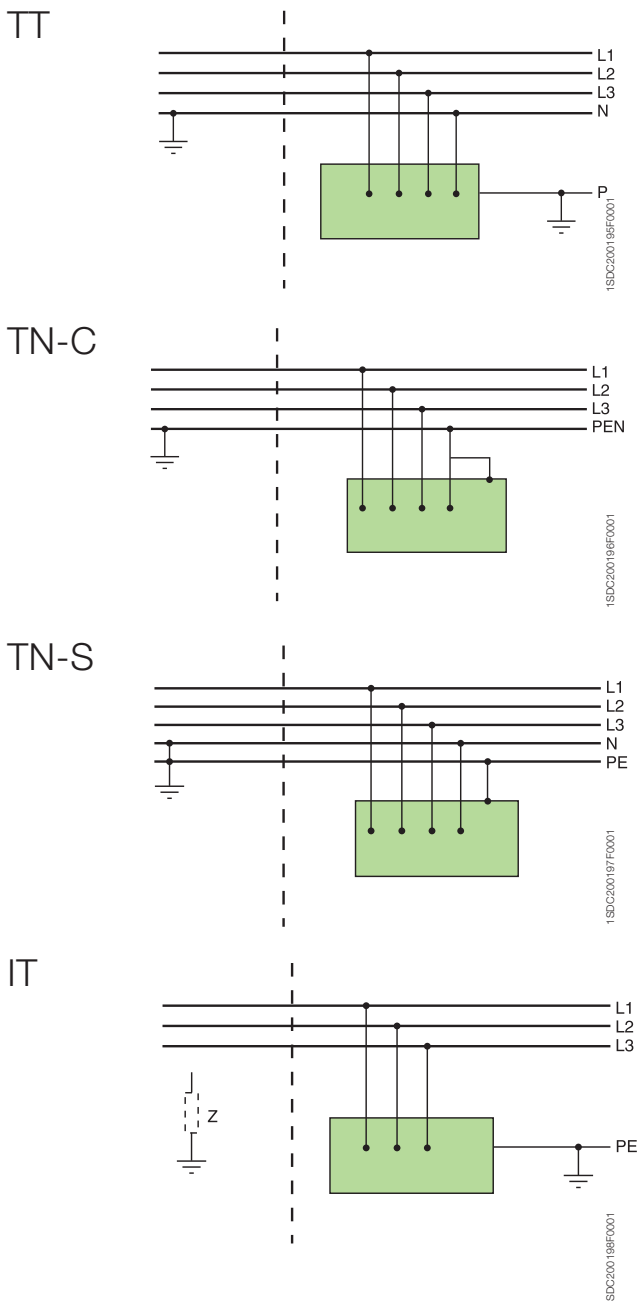 TT
L1
L2
L3
N
P
1SDC200195F0001
TN-C
L1
L2
L3
PEN
1SDC200196F0001
TN-S
L1
L2
L3
N
PE
1SDC200197F0001
IT
L1
L2
L3
Z
PE
SDC200198F0001